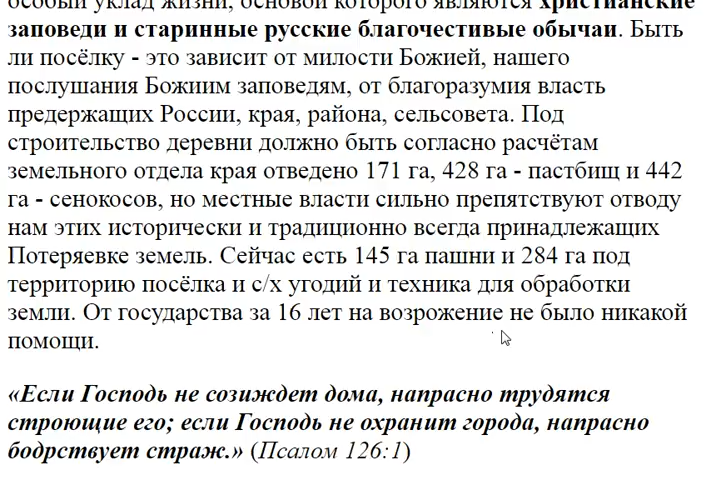 особый уклад жизни, основой которого являются христианские
заповеди и старинные русские благочестивые обычаи. Быть
ли посёлку - это зависит от милости Божией, нашего
послушания Божиим заповедям, от благоразумия власть
предержащих России, края, района, сельсовета. Под
строительство деревни должно быть согласно расчётам
земельного отдела края отведено 171 га, 428 га - пастбищ и 442
га - сенокосов, но местные власти сильно препятствуют отводу
нам этих исторически и традиционно всегда принадлежащих
Потеряевке земель. Сейчас есть 145 га пашни и 284 га под
территорию посёлка и с/х угодий и техника для обработки
земли. От государства за 16 лет на возрожение не было никакой
помощи.
«Если Господь не созиждет дома, напрасно трудятся
строющие его; если Господь не охранит города, напрасно
бодрствует страж.» (Псалом 126:1)